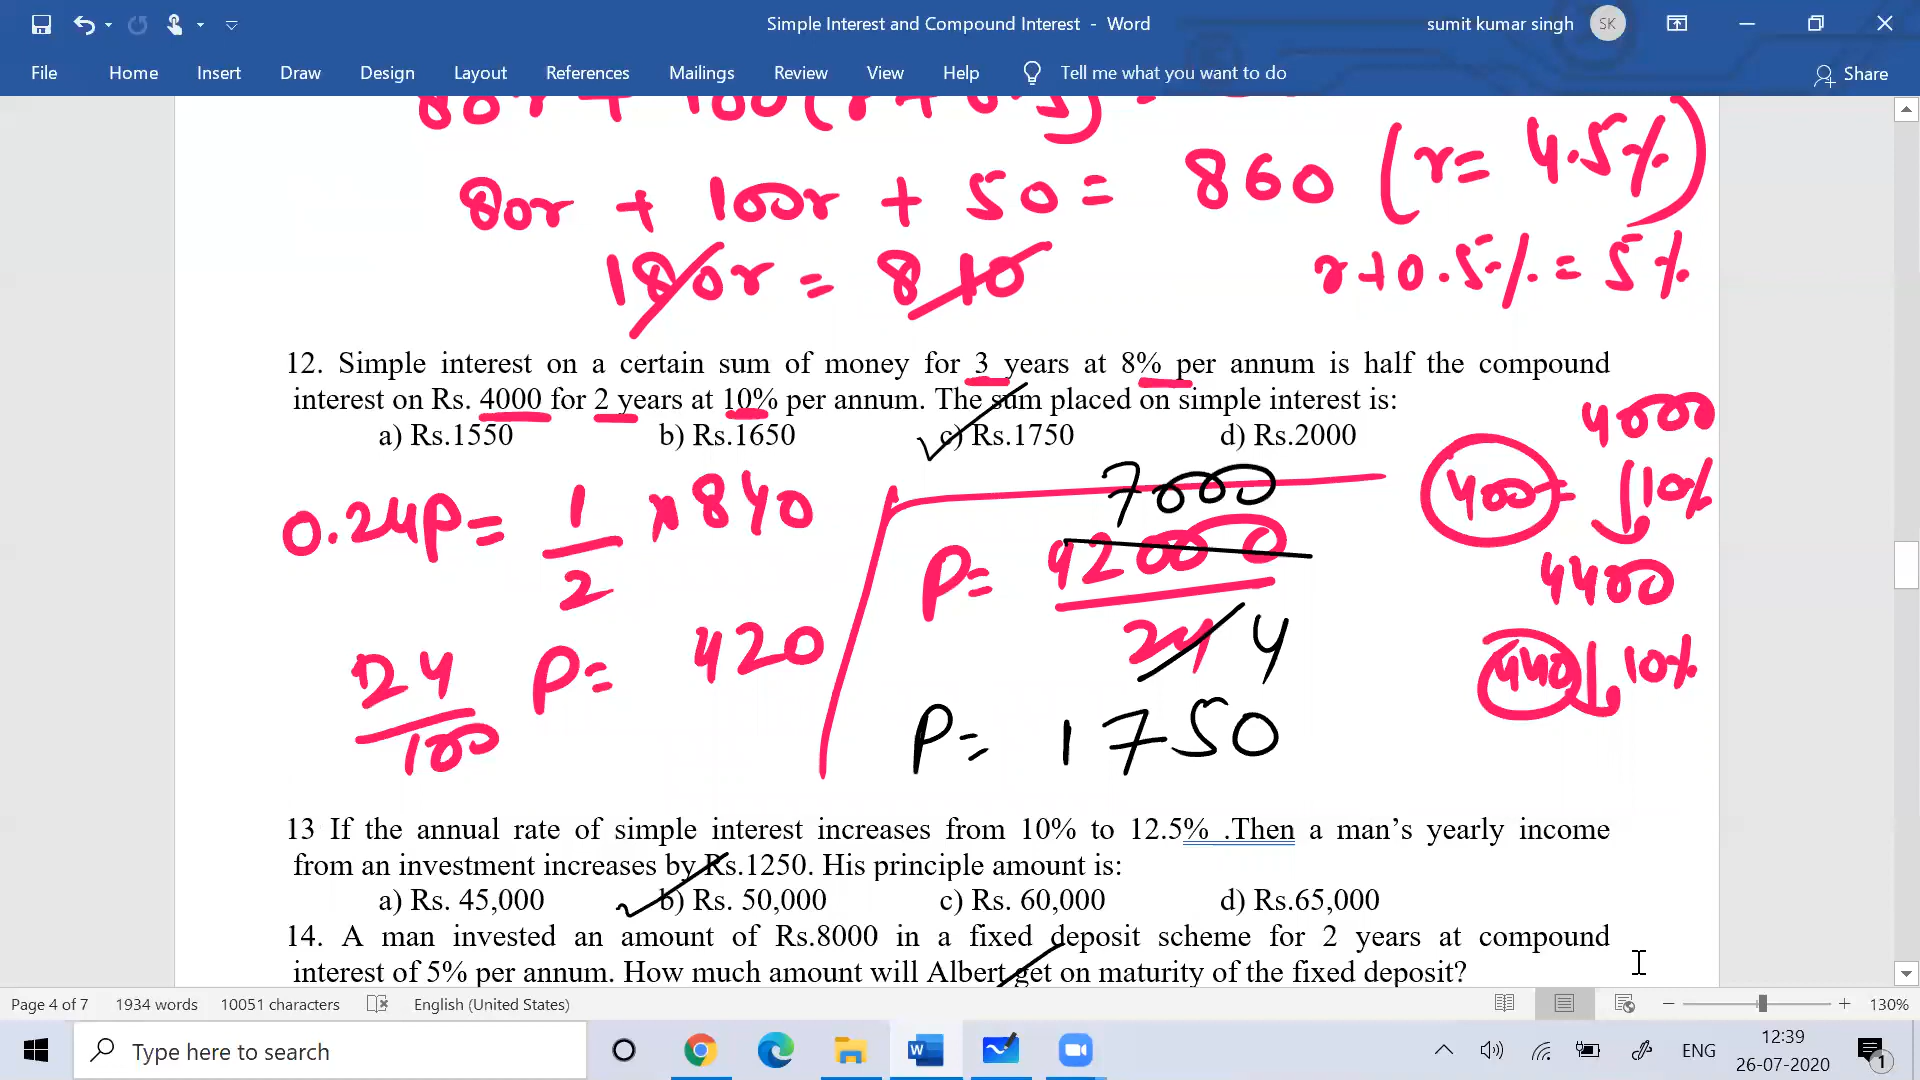 Simple Interest and Compound Interest - Word
sumit kumar singh
SK
File Home Insert Draw Design Layout References Mailings Review View Help Tell me what you want to do Share
80r + 100(r + 0.5) =
80r + 100r + 50 = 860
(r = 4.5%)
180r = 810
r+0.5% = 5%
12. Simple interest on a certain sum of money for 3 years at 8% per annum is half the compound
interest on Rs. 4000 for 2 years at 10% per annum. The sum placed on simple interest is:
a) Rs.1550 b) Rs.1650 c) Rs.1750 d) Rs.2000
4000
400 = 10%
4400
440 10%
0.24P = 1/2 × 840
24/100 P = 420
7000
P = 42000/24 4
P = 1750
13 If the annual rate of simple interest increases from 10% to 12.5% .Then a man's yearly income
from an investment increases by Rs.1250. His principle amount is:
a) Rs. 45,000 b) Rs. 50,000 c) Rs. 60,000 d) Rs.65,000
14. A man invested an amount of Rs.8000 in a fixed deposit scheme for 2 years at compound
interest of 5% per annum. How much amount will Albert get on maturity of the fixed deposit?
Page 4 of 7 1934 words 10051 characters English (United States) 130%
Type here to search
ENG
12:39
26-07-2020
1